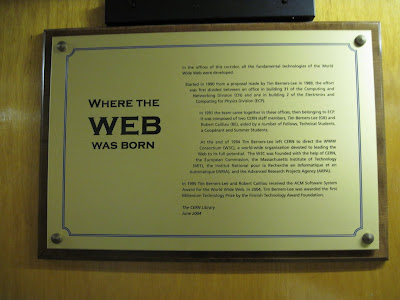 WHERE THE
WEB
WAS BORN
In the offices of this corridor, all the fundamental technologies of the World
Wide Web were developed.
Started in 1990 from a proposal made by Tim Berners-Lee in 1989, the effort
was first divided between an office in building 31 of the Computing and
Networking Division (CN) and one in building 2 of the Electronics and
Computing for Physics Division (ECP).
In 1991 the team came together in these offices, then belonging to ECP.
It was composed of two CERN staff members, Tim Berners-Lee (GB) and
Robert Cailliau (BE), aided by a number of Fellows, Technical Students,
a Coopérant and Summer Students.
At the end of 1994 Tim Berners-Lee left CERN to direct the WWW
Consortium (W3C), a world-wide organization devoted to leading the
Web to its full potential. The W3C was founded with the help of CERN,
the European Commission, the Massachusetts Institute of Technology
(MIT), the Institut National pour la Recherche en Informatique et en
Automatique (INRIA), and the Advanced Research Projects Agency (ARPA).
In 1995 Tim Berners-Lee and Robert Cailliau received the ACM Software System
Award for the World Wide Web. In 2004, Tim Berners-Lee was awarded the first
Millennium Technology Prize by the Finnish Technology Award Foundation.
The CERN Library
June 2004